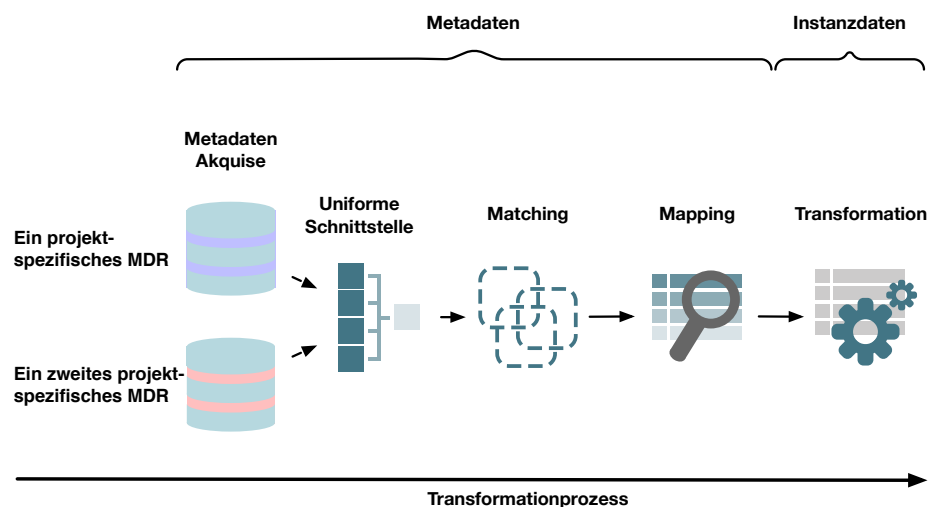 Metadaten
Instanzdaten
Metadaten
Akquise
Uniforme
Schnittstelle
Matching
Mapping
Transformation
Ein projekt-
spezifisches MDR
Ein zweites projekt-
spezifisches MDR
Transformationprozess